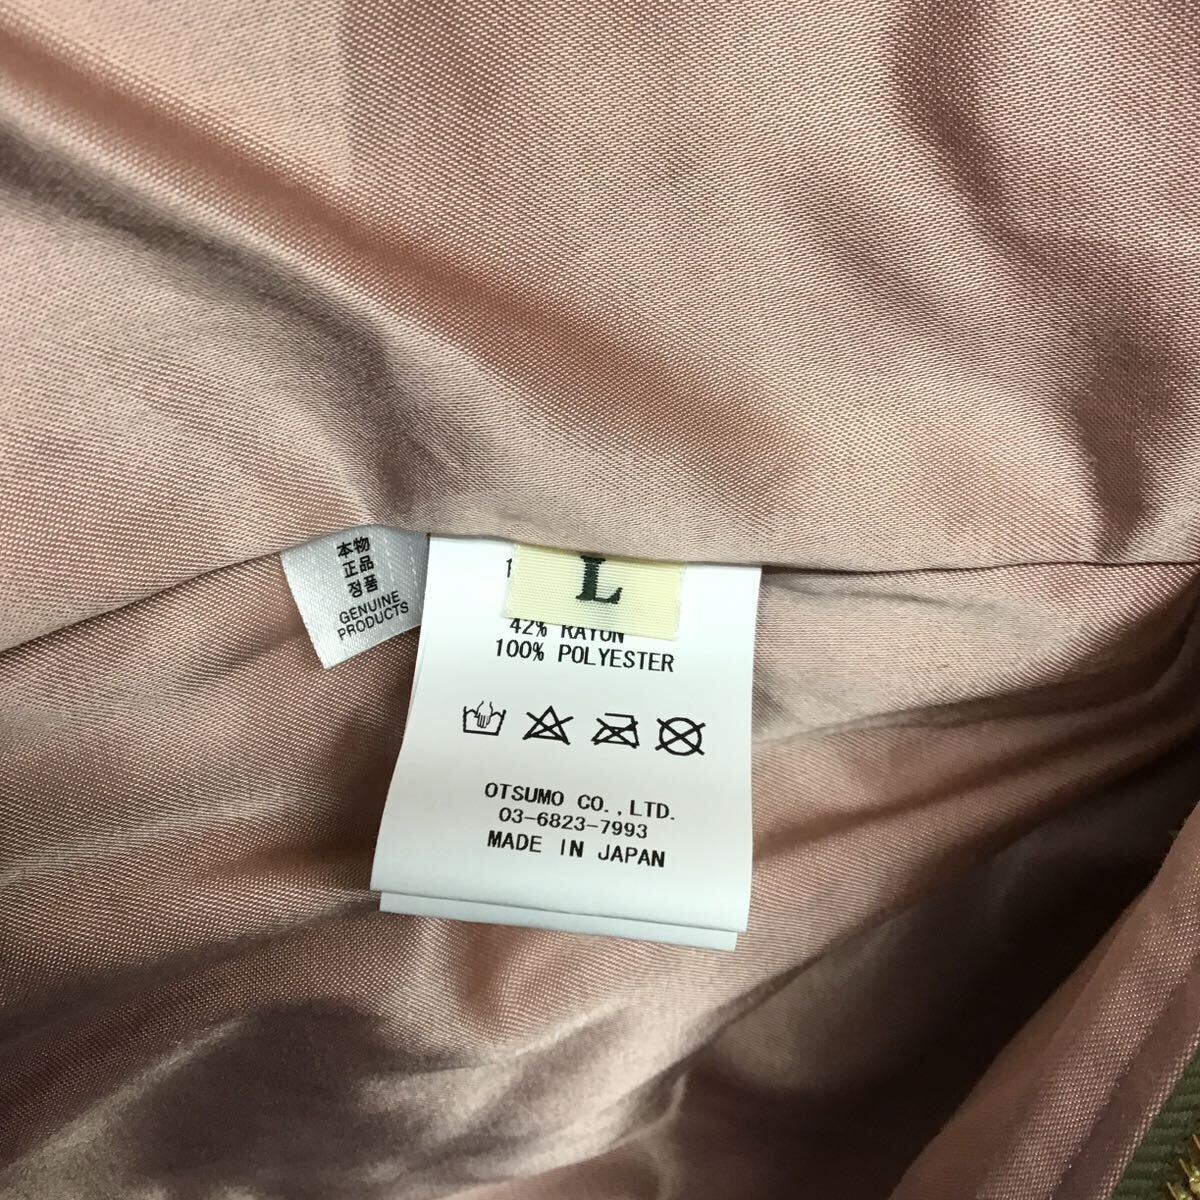 本物
正品
정품
GENUINE
PRODUCTS
L
42% RAYON
100% POLYESTER
OTSUMO CO.,LTD.
03-6823-7993
MADE IN JAPAN